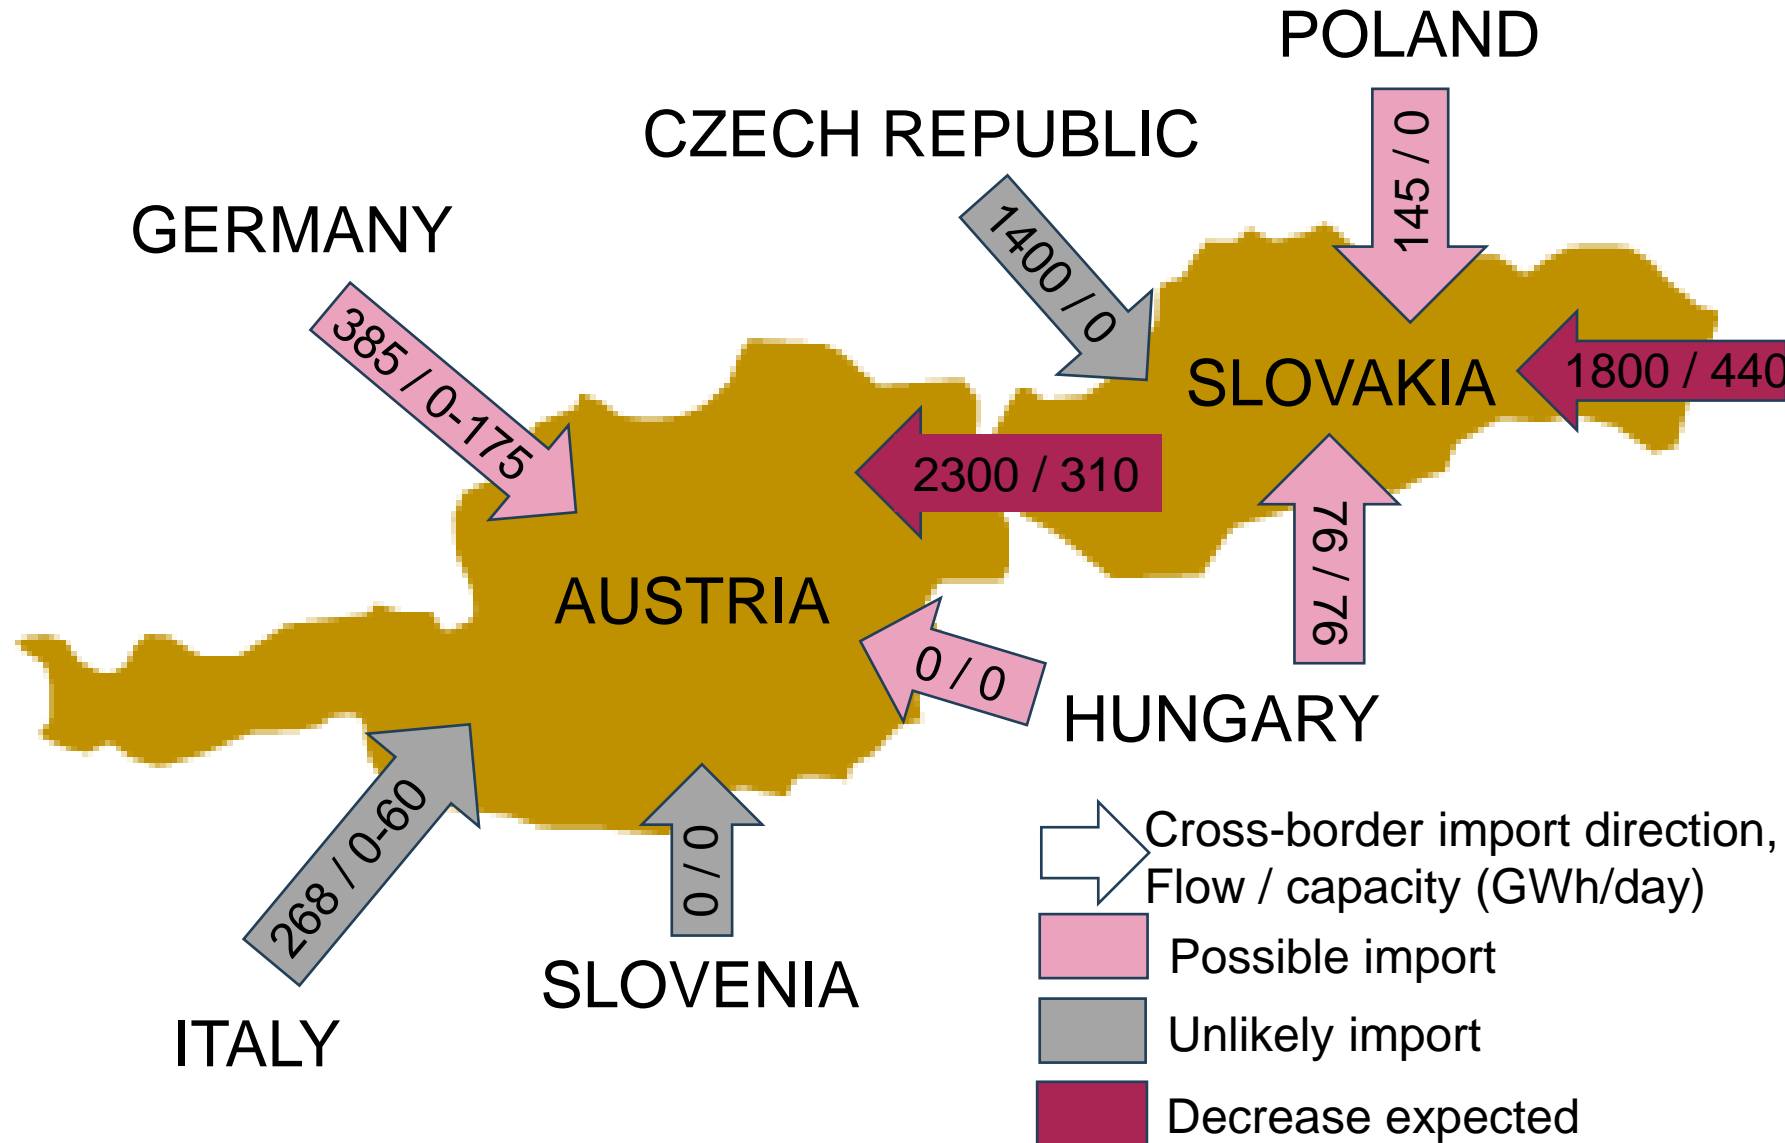 POLAND
145 / 0
CZECH REPUBLIC
1400 / 0
GERMANY
385 / 0-175
SLOVAKIA
1800 / 440
2300 / 310
76 / 76
AUSTRIA
0 / 0
HUNGARY
268 / 0-60
0 / 0
SLOVENIA
ITALY
Cross-border import direction,
Flow / capacity (GWh/day)
Possible import
Unlikely import
Decrease expected